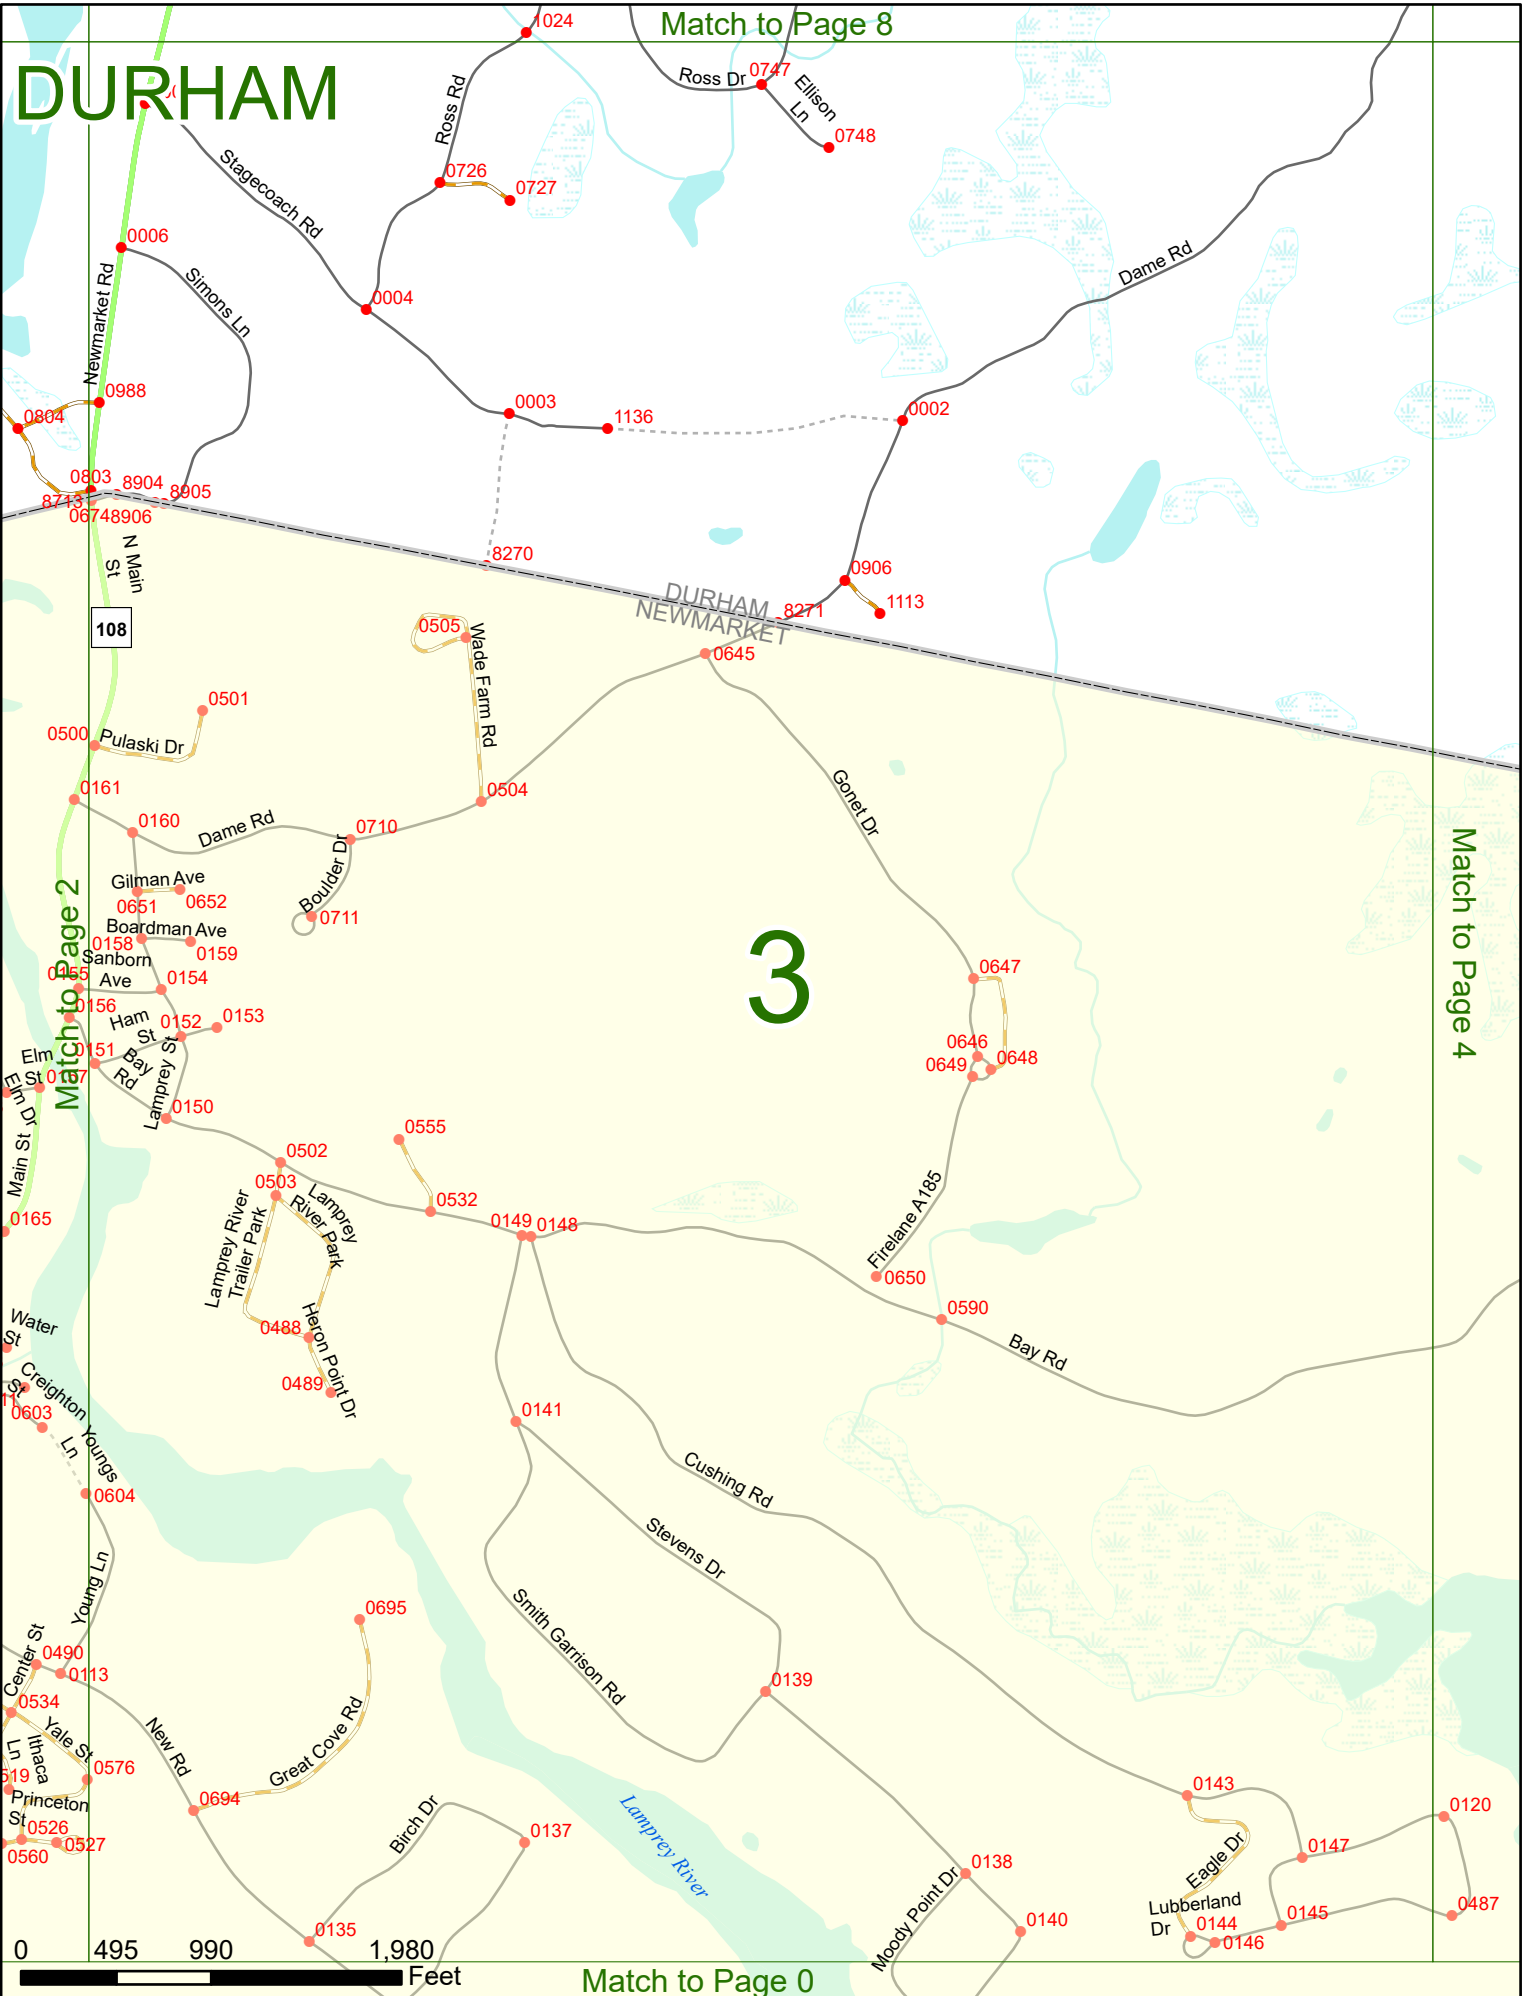 Match to Page 8
DURHAM
1024
0747
Ross Dr
Ellison
Ln
0748
Ross Rd
0726
0727
Stagecoach Rd
0006
Newmarket Rd
Simons Ln
0004
Dame Rd
0988
0804
0003
1136
0002
0803
8904
8905
8713
0674
8906
N Main
St
8270
0906
1113
DURHAM
NEWMARKET
8271
108
0505
Wade Farm Rd
0645
0501
0500
Pulaski Dr
0161
0504
0160
Dame Rd
0710
Gonet Dr
Boulder Dr
Gilman Ave
0651
0652
0711
Boardman Ave
0158
0159
Sanborn
Ave
0155
0154
Match to Page 2
3
Match to Page 4
0647
0156
Ham
St
0152
0153
0151
Bay
Rd
Elm
St
0167
Elm Dr
Lamprey St
0646
0649
0648
0150
Main St
0555
0502
0503
0532
Lamprey River
Trailer Park
Lamprey
River Park
0165
0149
0148
Firelane A185
0650
0590
Bay Rd
Water
St
0488
Heron Point Dr
0489
Creighton
St
0603
Youngs
Ln
0604
0141
Cushing Rd
Stevens Dr
Smith Garrison Rd
Young Ln
0695
Center St
0490
0113
0139
0534
Yale St
Ithaca
Ln
New Rd
Great Cove Rd
0576
519
Princeton
St
0694
0526
0527
0560
Birch Dr
0137
Lamprey River
0143
0120
Eagle Dr
0147
0138
Moody Point Dr
Lubberland
Dr
0144
0146
0145
0487
0140
0135
0 495 990 1,980
Feet
Match to Page 0